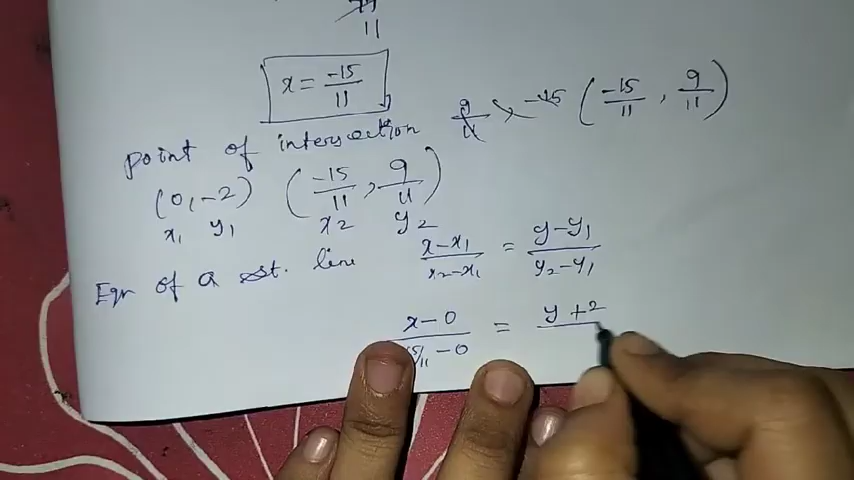 11
x = -15/11
point of intersection (-15/11, 9/11)
(0, -2) (-15/11, 9/11)
x1 y1 x2 y2
Eqn of a st. line x-x1/x2-x1 = y-y1/y2-y1
x-0/15/11-0 = y+2